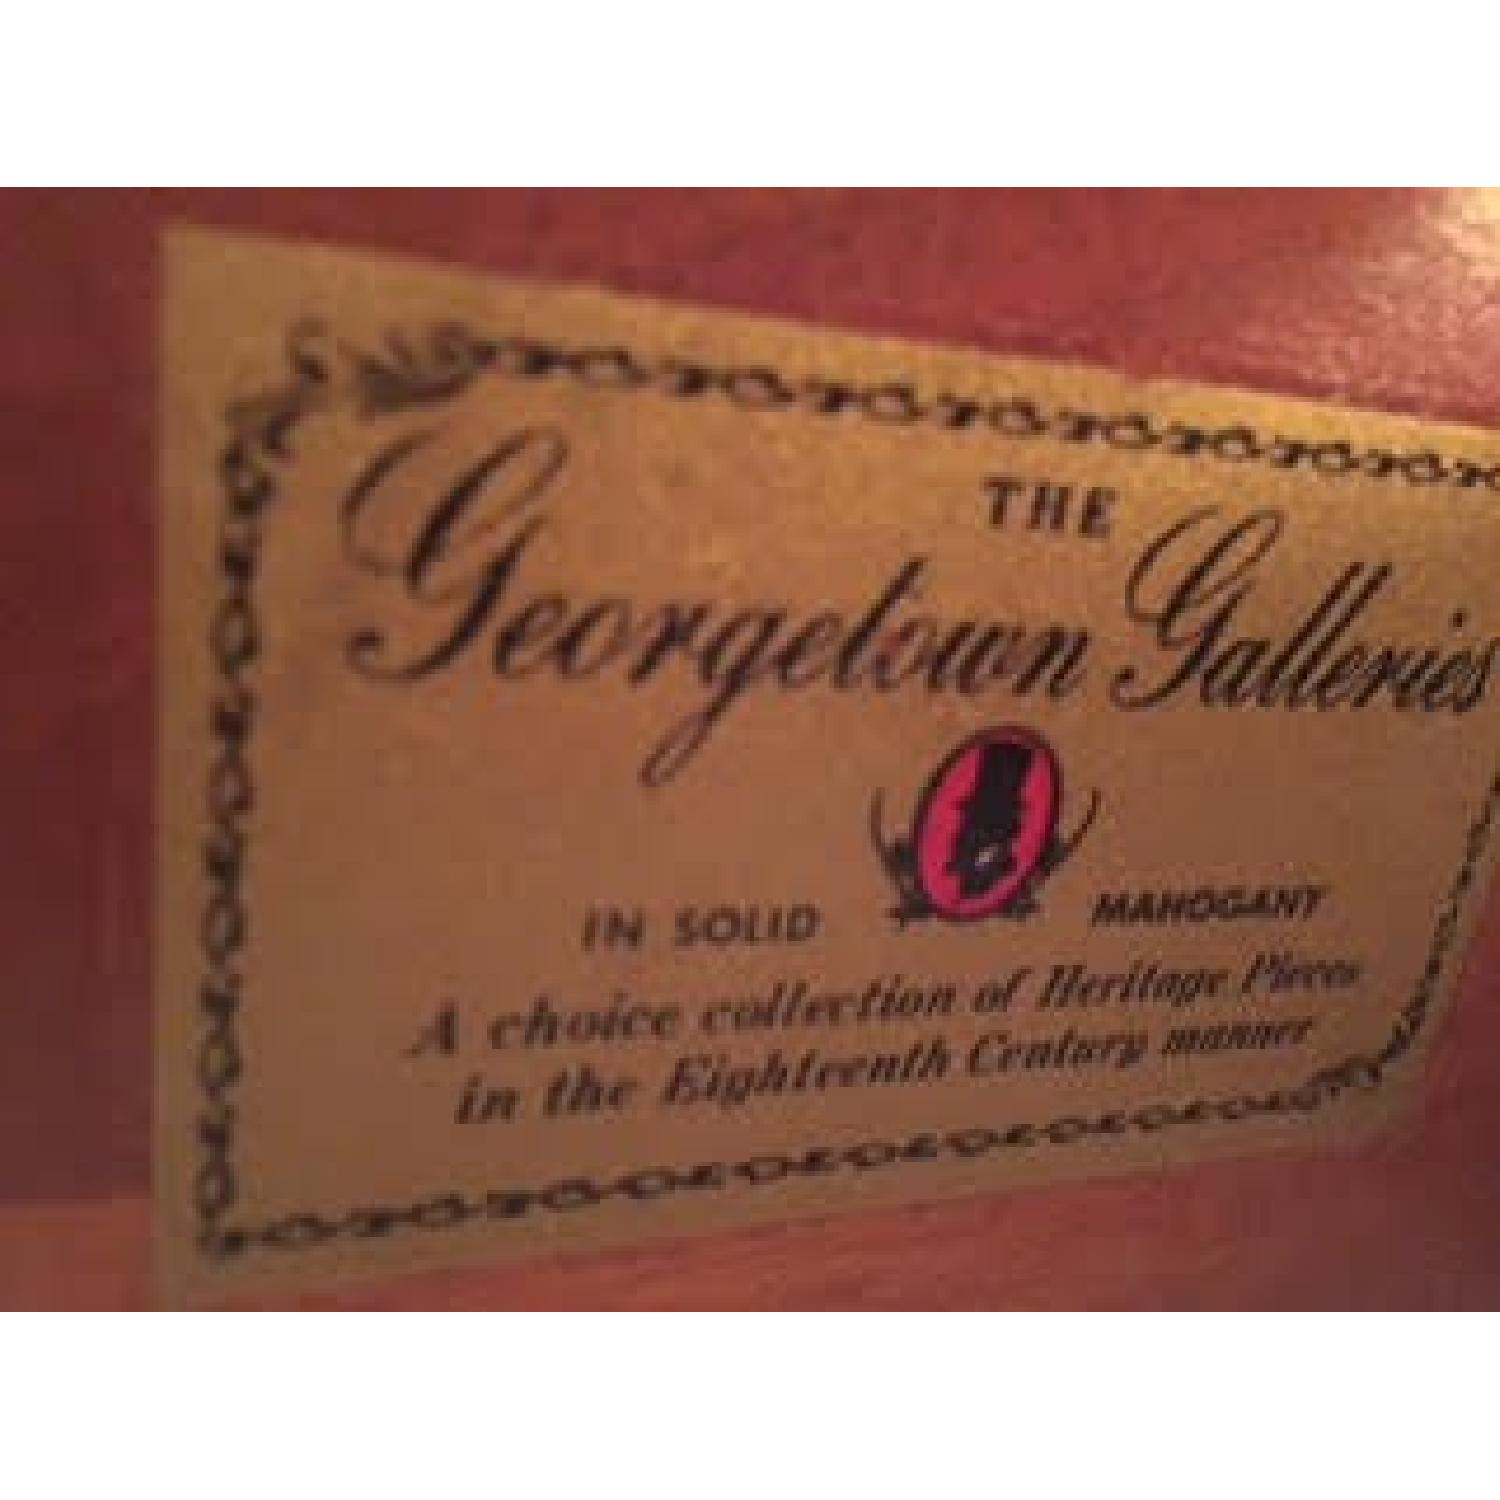 THE
Georgetown Galleries
IN SOLID MAHOGANY
A choice collection of Heritage Pieces
in the Eighteenth Century manner